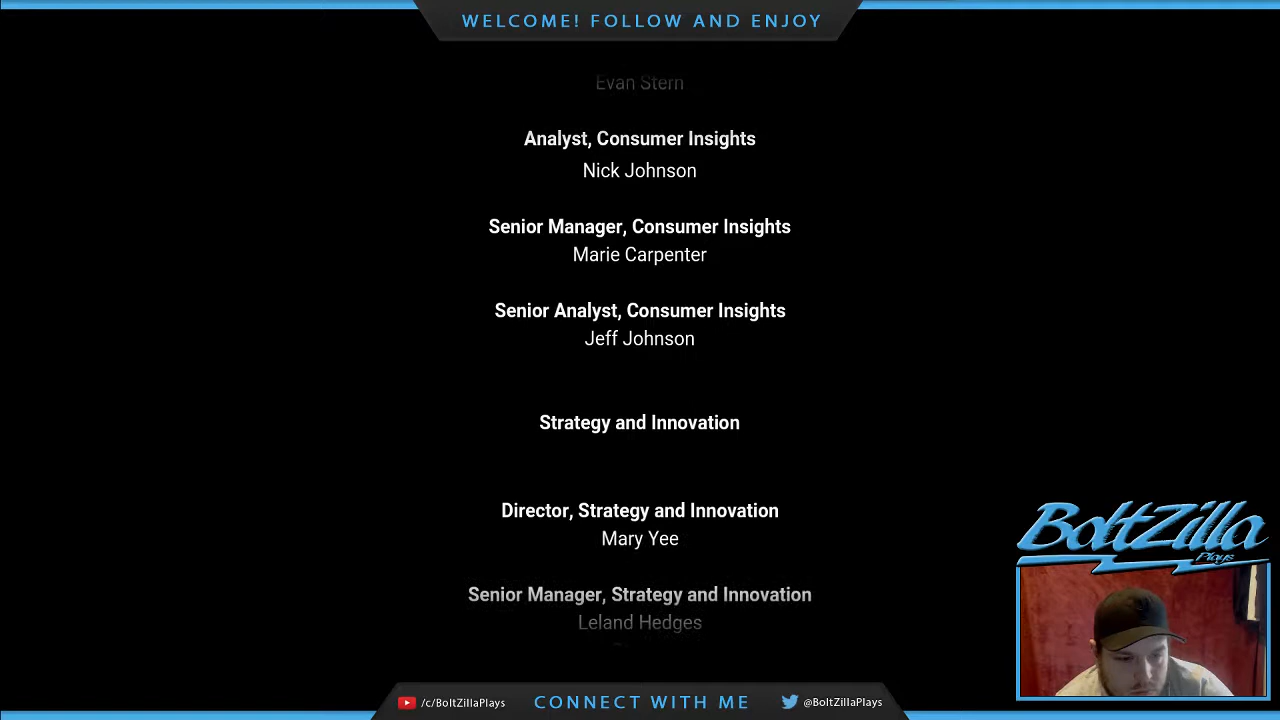 WELCOME! FOLLOW AND ENJOY
Evan Stern
Analyst, Consumer Insights
Nick Johnson
Senior Manager, Consumer Insights
Marie Carpenter
Senior Analyst, Consumer Insights
Jeff Johnson
Strategy and Innovation
Director, Strategy and Innovation
Mary Yee
Senior Manager, Strategy and Innovation
Leland Hedges
BoltZilla
Plays
/c/BoltZillaPlays
CONNECT WITH ME
@BoltZillaPlays